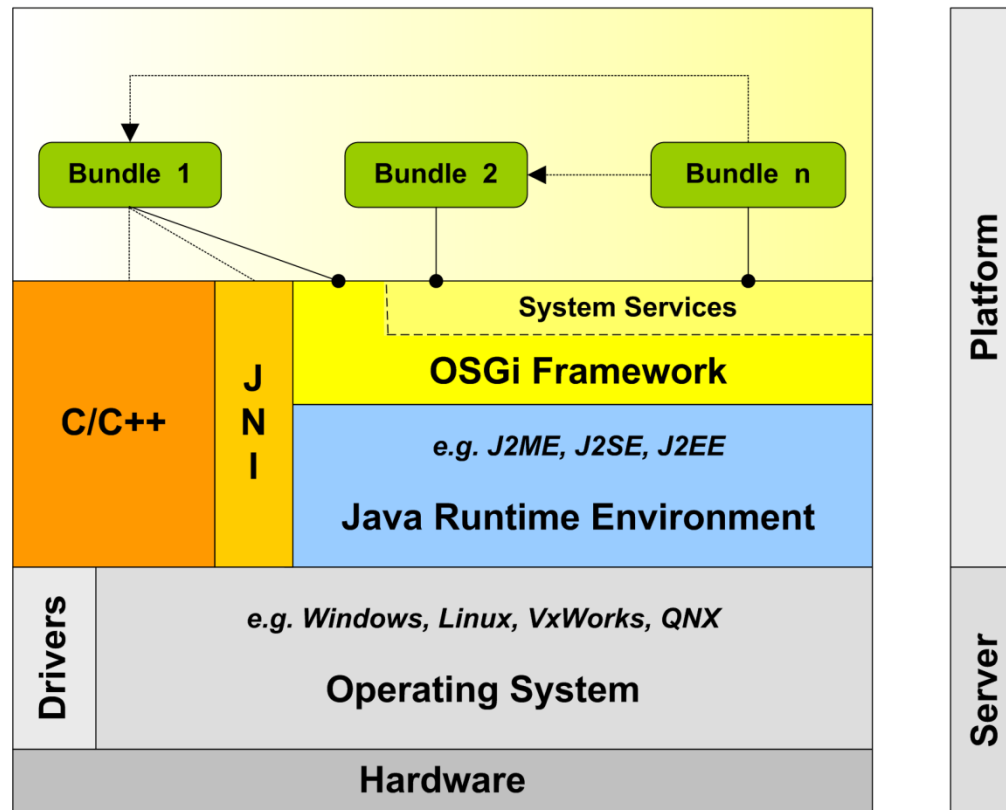 Bundle 1
Bundle 2
Bundle n
System Services
OSGi Framework
C/C++
J
N
I
e.g. J2ME, J2SE, J2EE
Java Runtime Environment
Drivers
e.g. Windows, Linux, VxWorks, QNX
Operating System
Hardware
Platform
Server